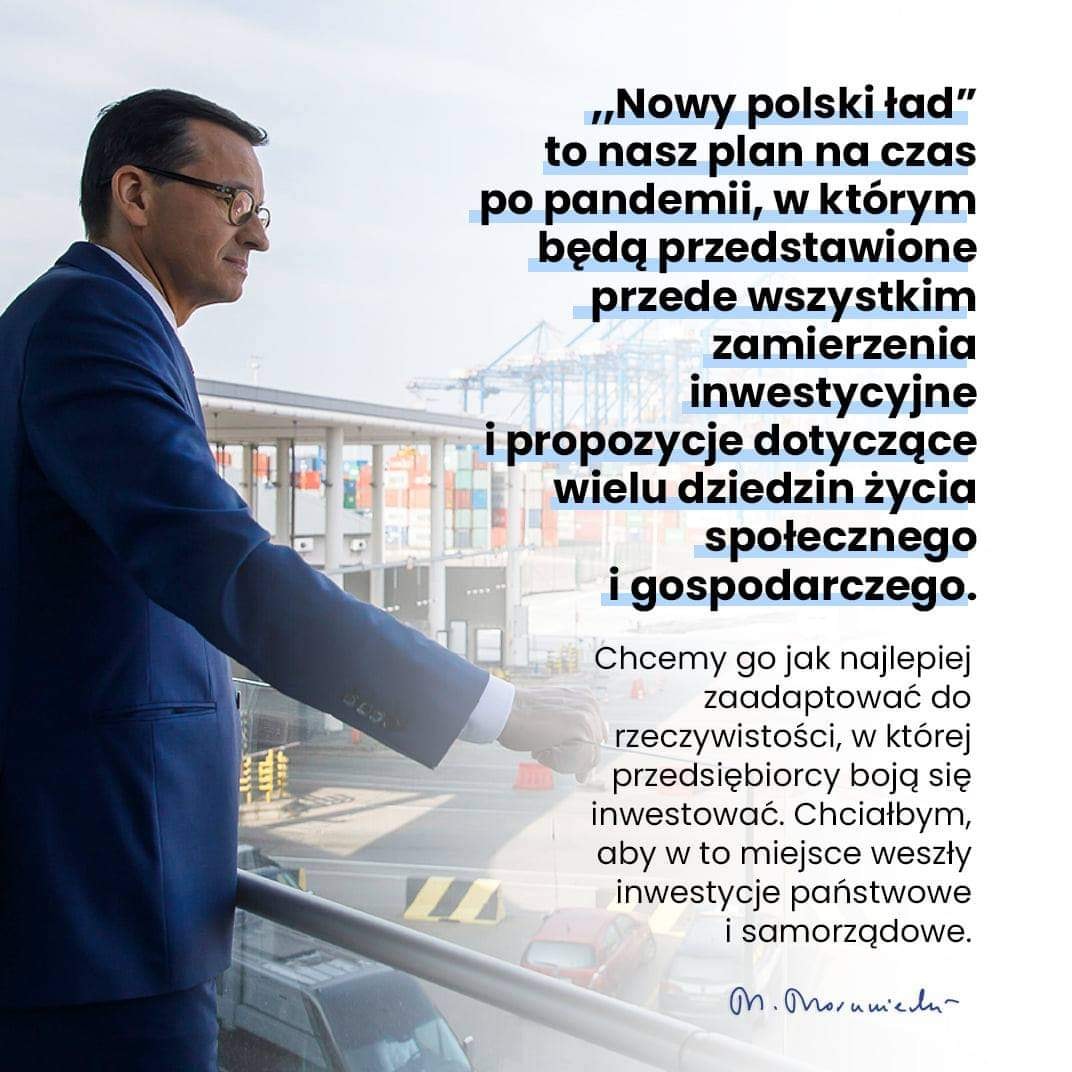 ,,Nowy polski ład”
to nasz plan na czas
po pandemii, w którym
będą przedstawione
przede wszystkim
zamierzenia
inwestycyjne
i propozycje dotyczące
wielu dziedzin życia
społecznego
i gospodarczego.
Chcemy go jak najlepiej
zaadaptować do
rzeczywistości, w której
przedsiębiorcy boją się
inwestować. Chciałbym,
aby w to miejsce weszły
inwestycje państwowe
i samorządowe.
M. Morawiecki